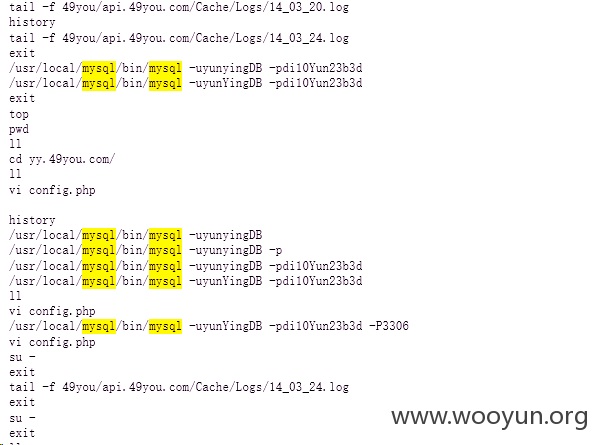 tail -f 49you/api.49you.com/Cache/Logs/14_03_20.log
history
tail -f 49you/api.49you.com/Cache/Logs/14_03_24.log
exit
/usr/local/mysql/bin/mysql -uyunyingDB -pdi10Yun23b3d
/usr/local/mysql/bin/mysql -uyunYingDB -pdi10Yun23b3d
exit
top
pwd
ll
cd yy.49you.com/
ll
vi config.php
history
/usr/local/mysql/bin/mysql -uyunyingDB
/usr/local/mysql/bin/mysql -uyunyingDB -p
/usr/local/mysql/bin/mysql -uyunyingDB -pdi10Yun23b3d
/usr/local/mysql/bin/mysql -uyunYingDB -pdi10Yun23b3d
ll
vi config.php
/usr/local/mysql/bin/mysql -uyunYingDB -pdi10Yun23b3d -P3306
vi config.php
su -
exit
tail -f 49you/api.49you.com/Cache/Logs/14_03_24.log
exit
su -
exit
www.wooyun.org